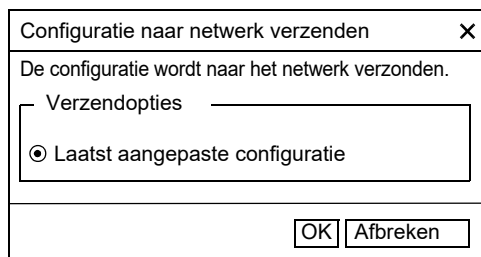 Configuratie naar netwerk verzenden
De configuratie wordt naar het netwerk verzonden.
Verzendopties
Laatst aangepaste configuratie
OK Afbreken